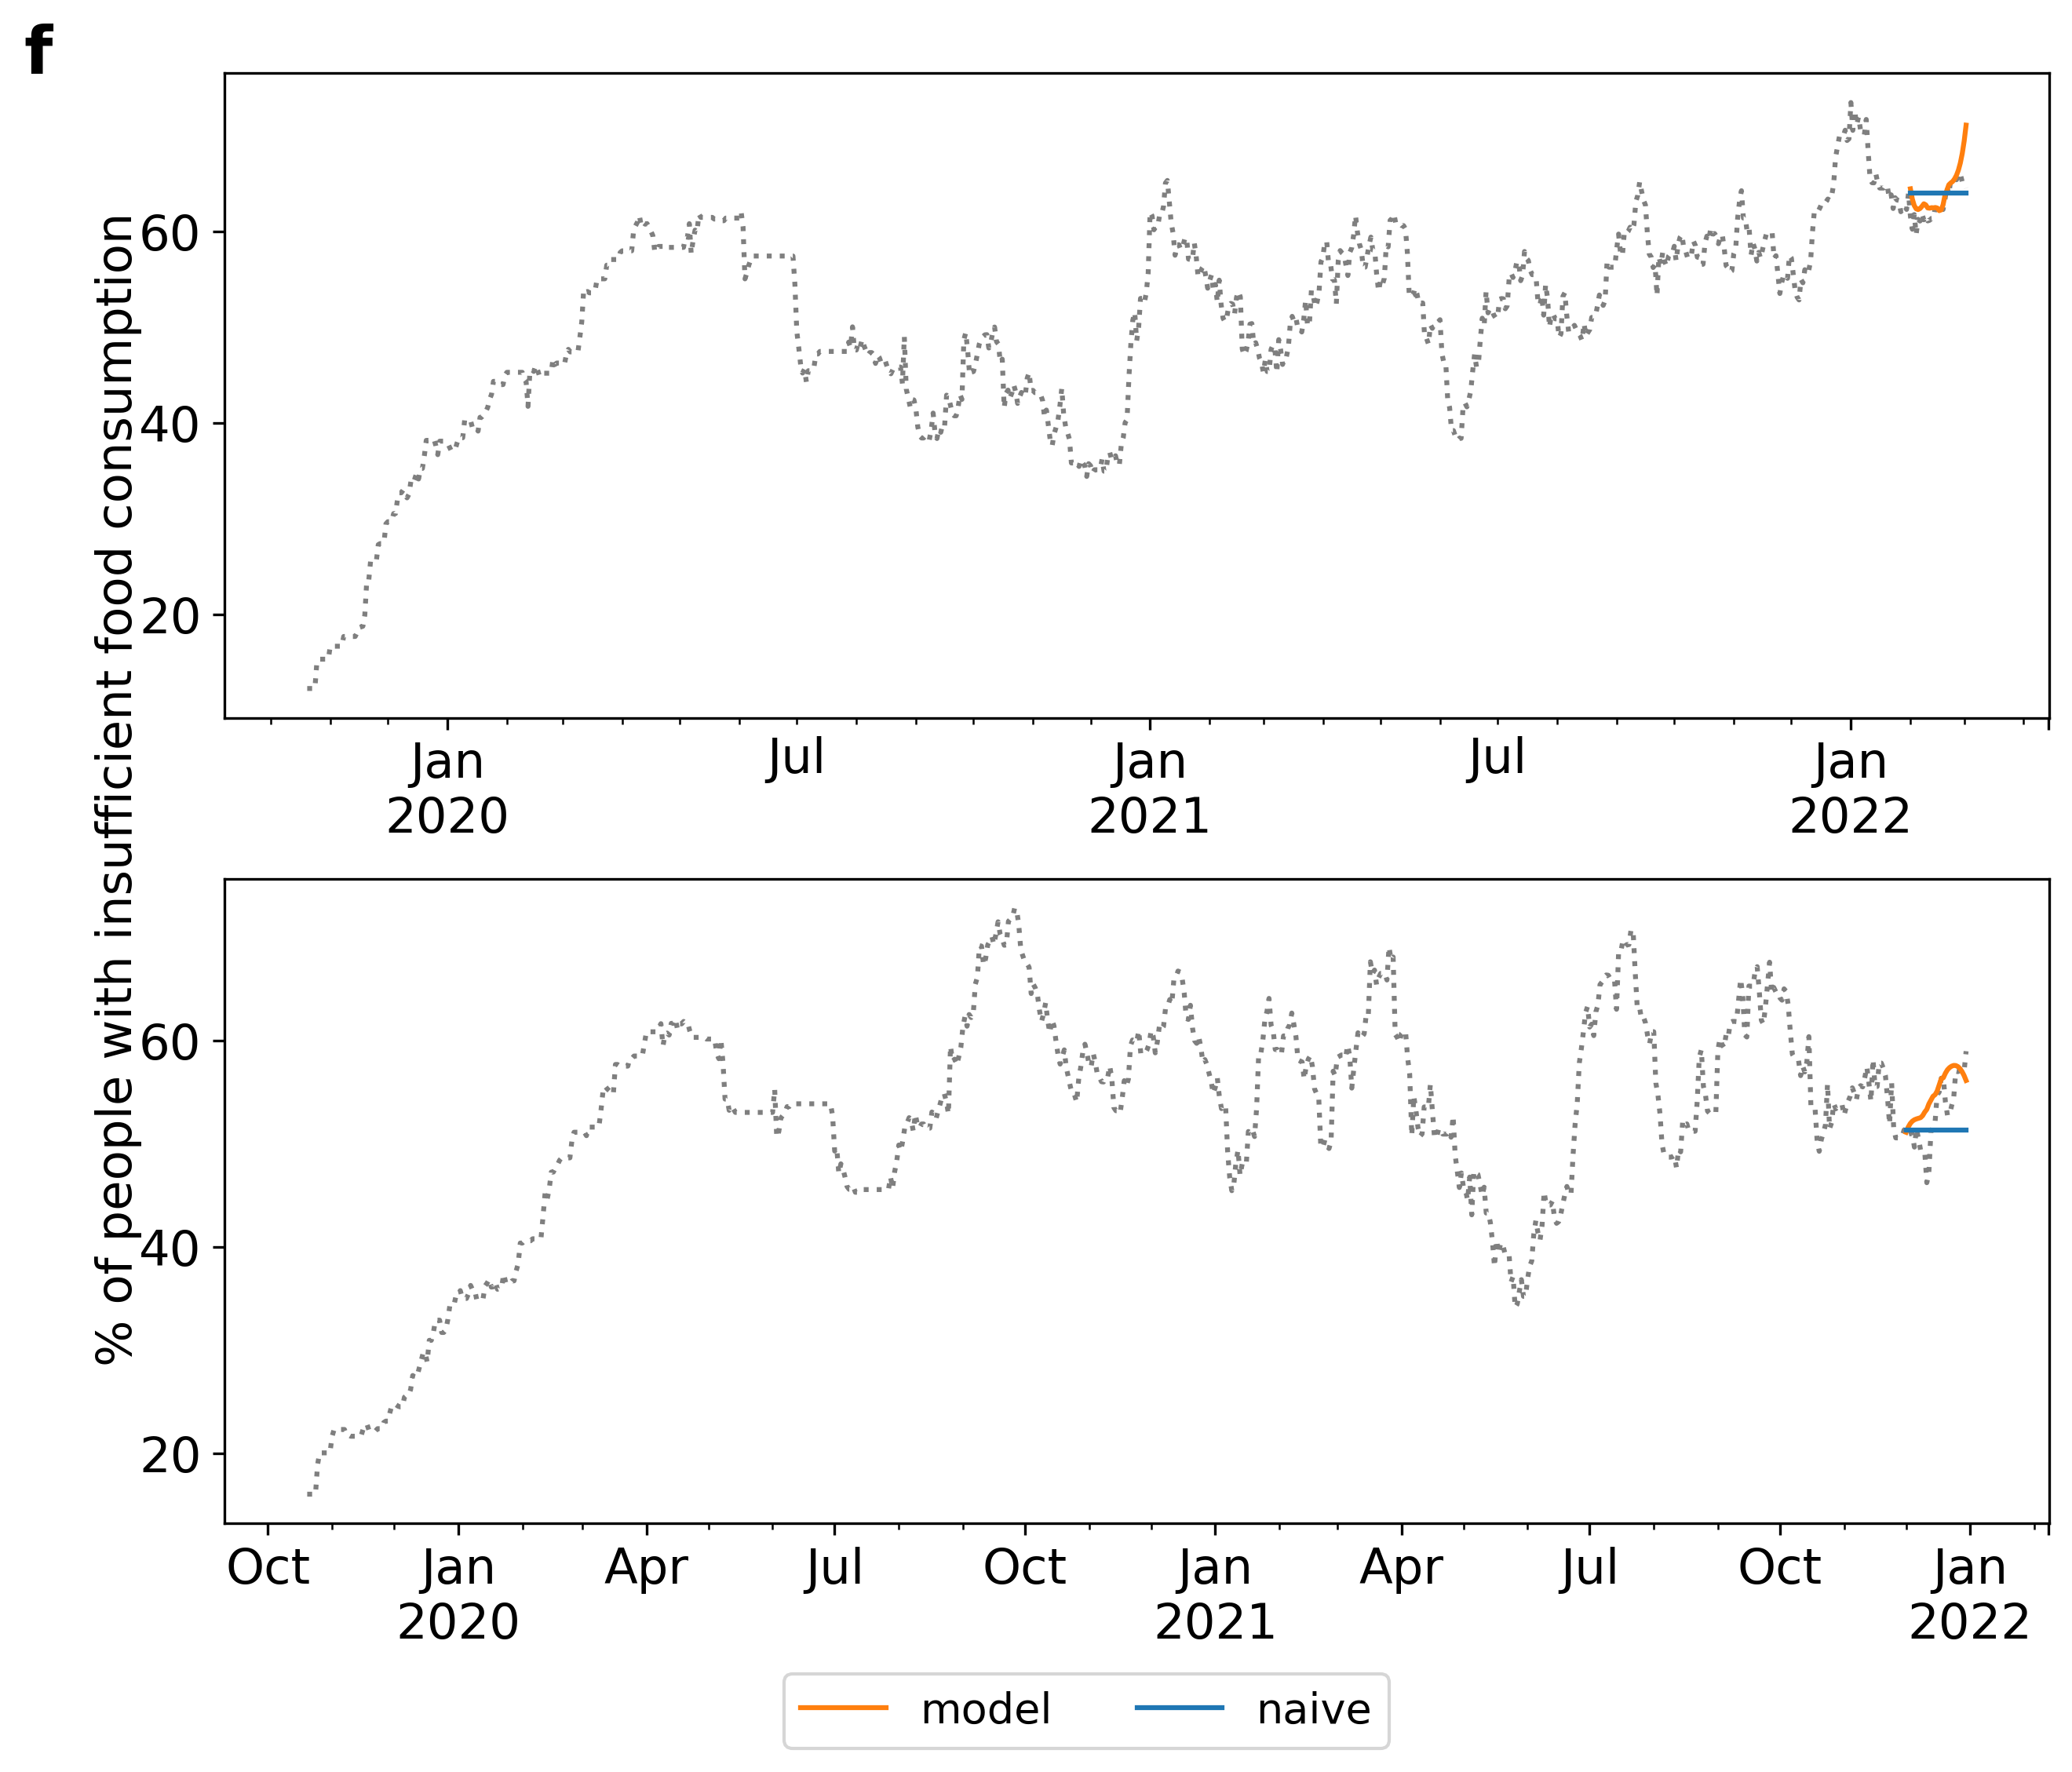 f
% of people with insufficient food consumption
60
40
20
Jan Jul Jan Jul Jan
2020 2021 2022
60
40
20
Oct Jan Apr Jul Oct Jan Apr Jul Oct Jan
2020 2021 2022
model naive